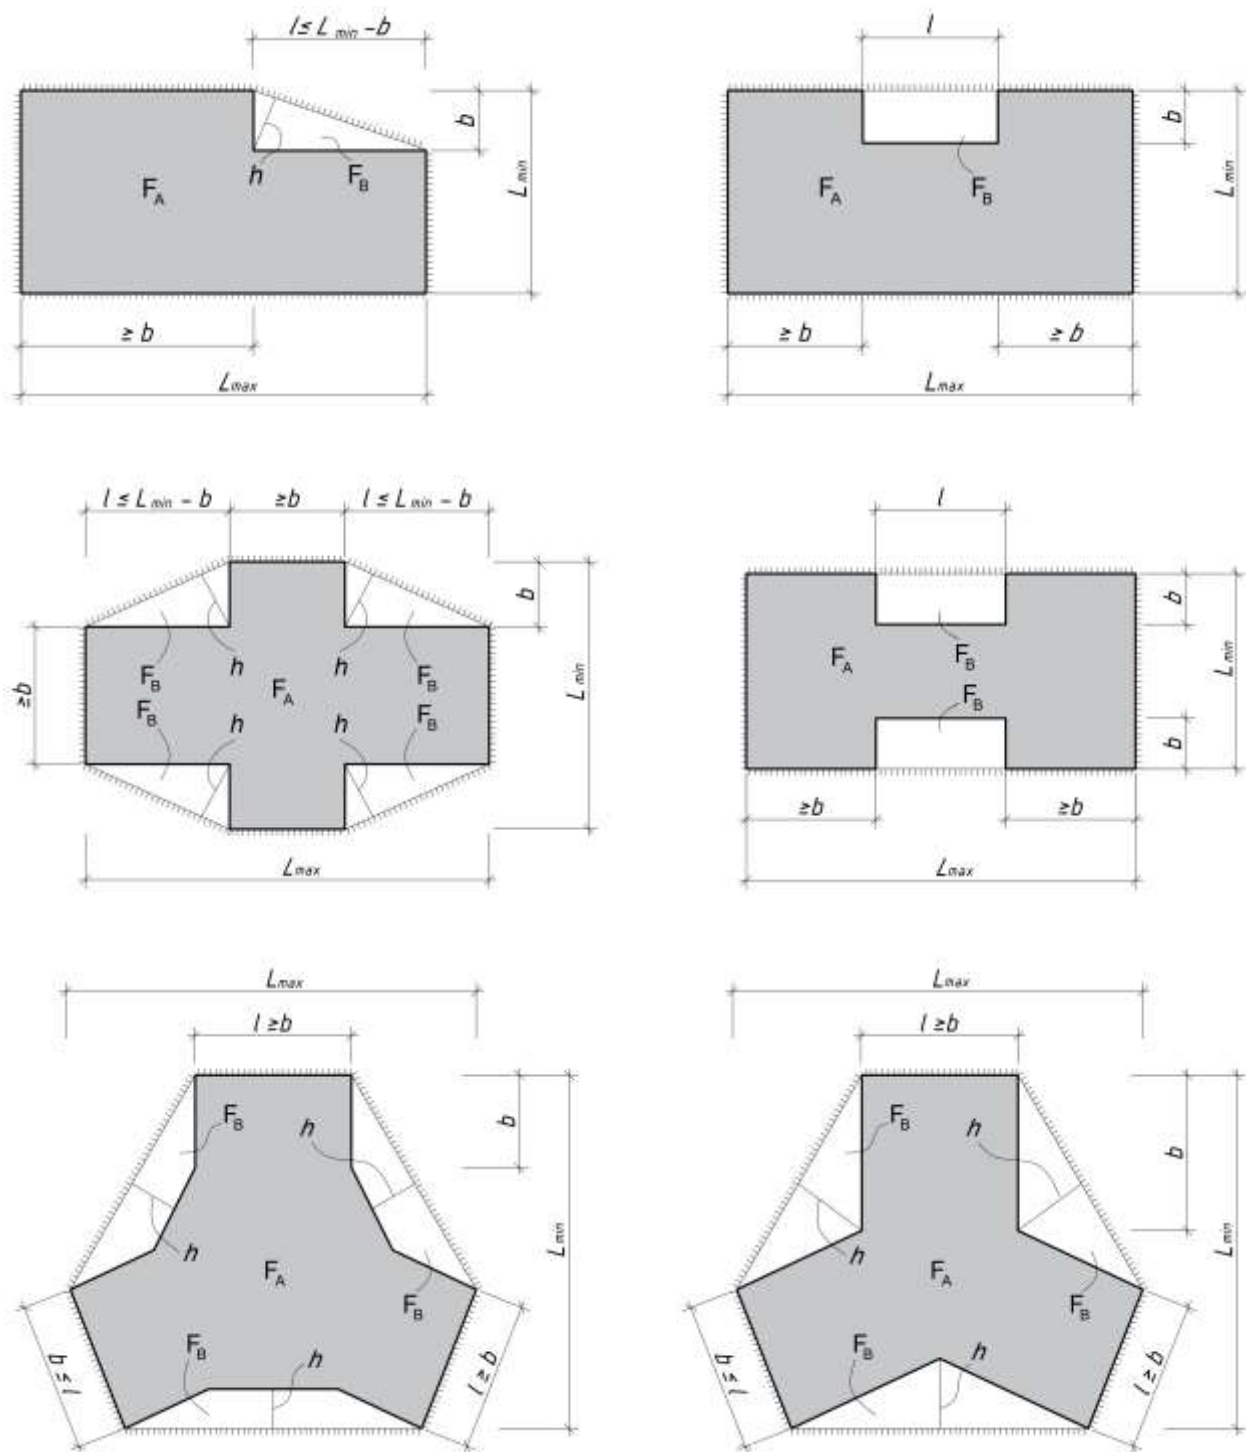 l ≤ L min - b
l
b
L min
h
F B
F A
≥ b
L max
b
L min
F A
F B
≥ b
≥ b
L max
l ≤ L min - b
≥b
l ≤ L min - b
l
b
≥b
F B
h
h
F B
F A
F B
h
h
F B
L min
L max
b
F B
F A
F B
b
L min
≥b
≥b
L max
L max
l ≥b
b
F B
h
h
F A
F B
L min
F B
h
l ≥ b
l ≥ b
L max
l ≥b
b
F B
h
h
F A
F B
L min
F B
h
l ≥ b
l ≥ b